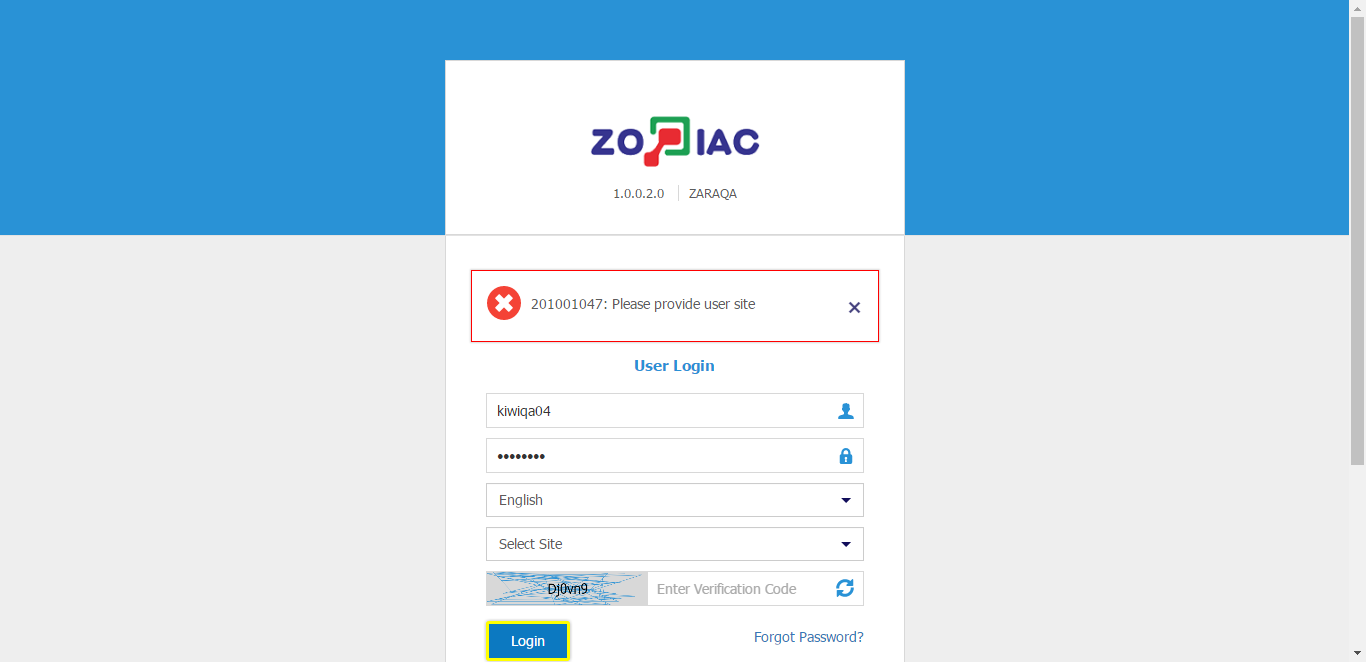 ZODIAC
1.0.0.2.0 ZARAQA
201001047: Please provide user site
User Login
kiwiqa04
••••••••
English
Select Site
Dj0vn9 Enter Verification Code
Login Forgot Password?